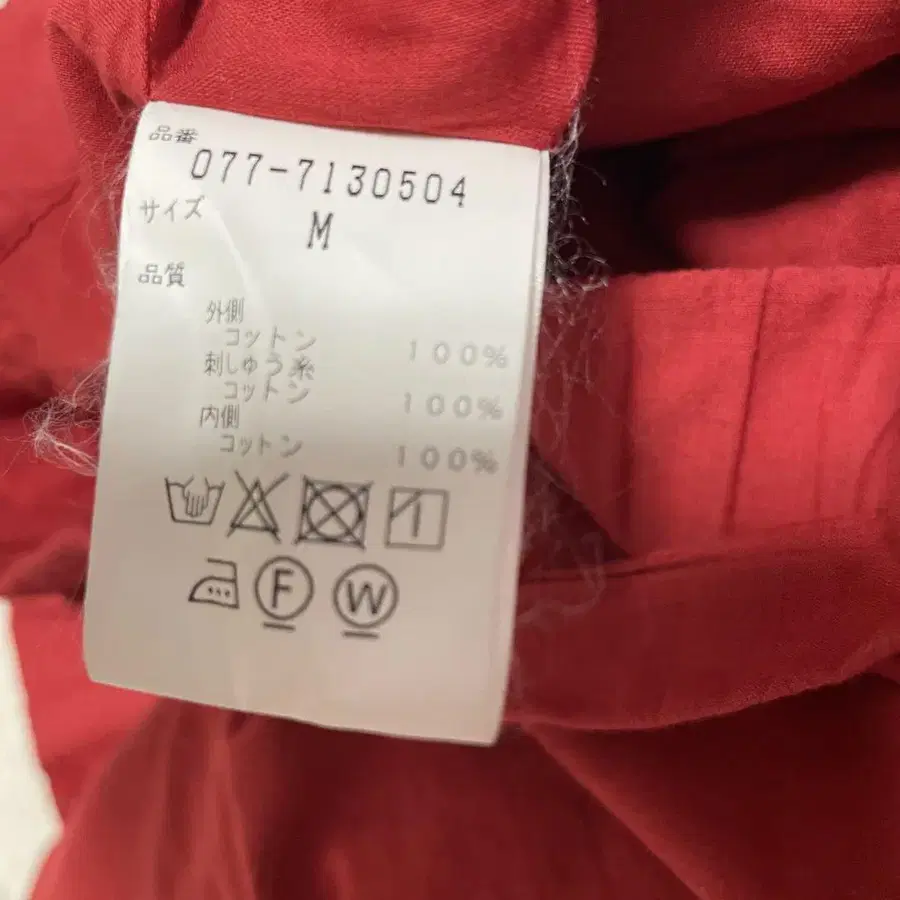 品番
077-7130504
サイズ
M
品質
外側
コットン 100%
刺しゅう糸
コットン 100%
内側
コットン 100%
F W